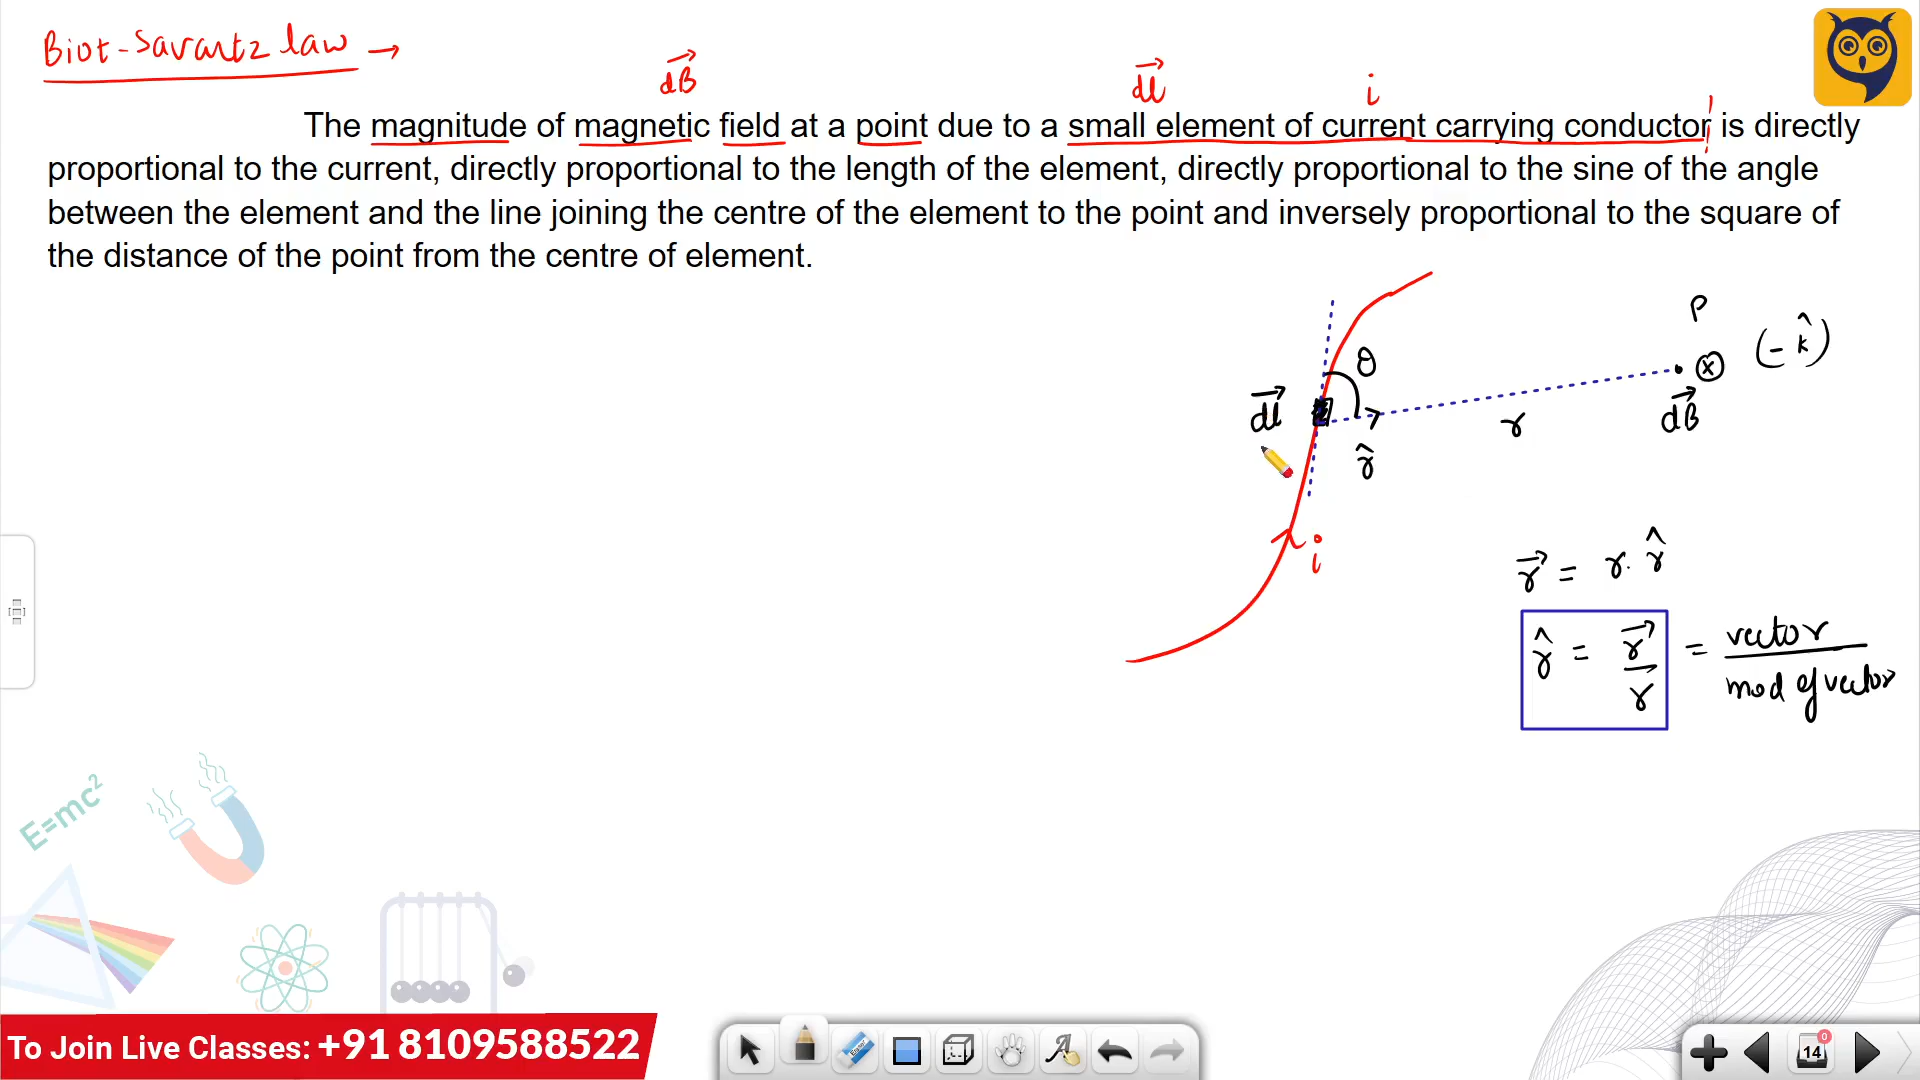 Biot-Savartz law →
dB dl i
The magnitude of magnetic field at a point due to a small element of current carrying conductor is directly
proportional to the current, directly proportional to the length of the element, directly proportional to the sine of the angle
between the element and the line joining the centre of the element to the point and inversely proportional to the square of
the distance of the point from the centre of element.
P
(-k̂)
θ
dl
dB
r
r̂
i
r⃗ = r. r̂
r̂ = r⃗/r = vector/mod of vector
E=mc²
To Join Live Classes: +91 8109588522
Eraser
A
14
0